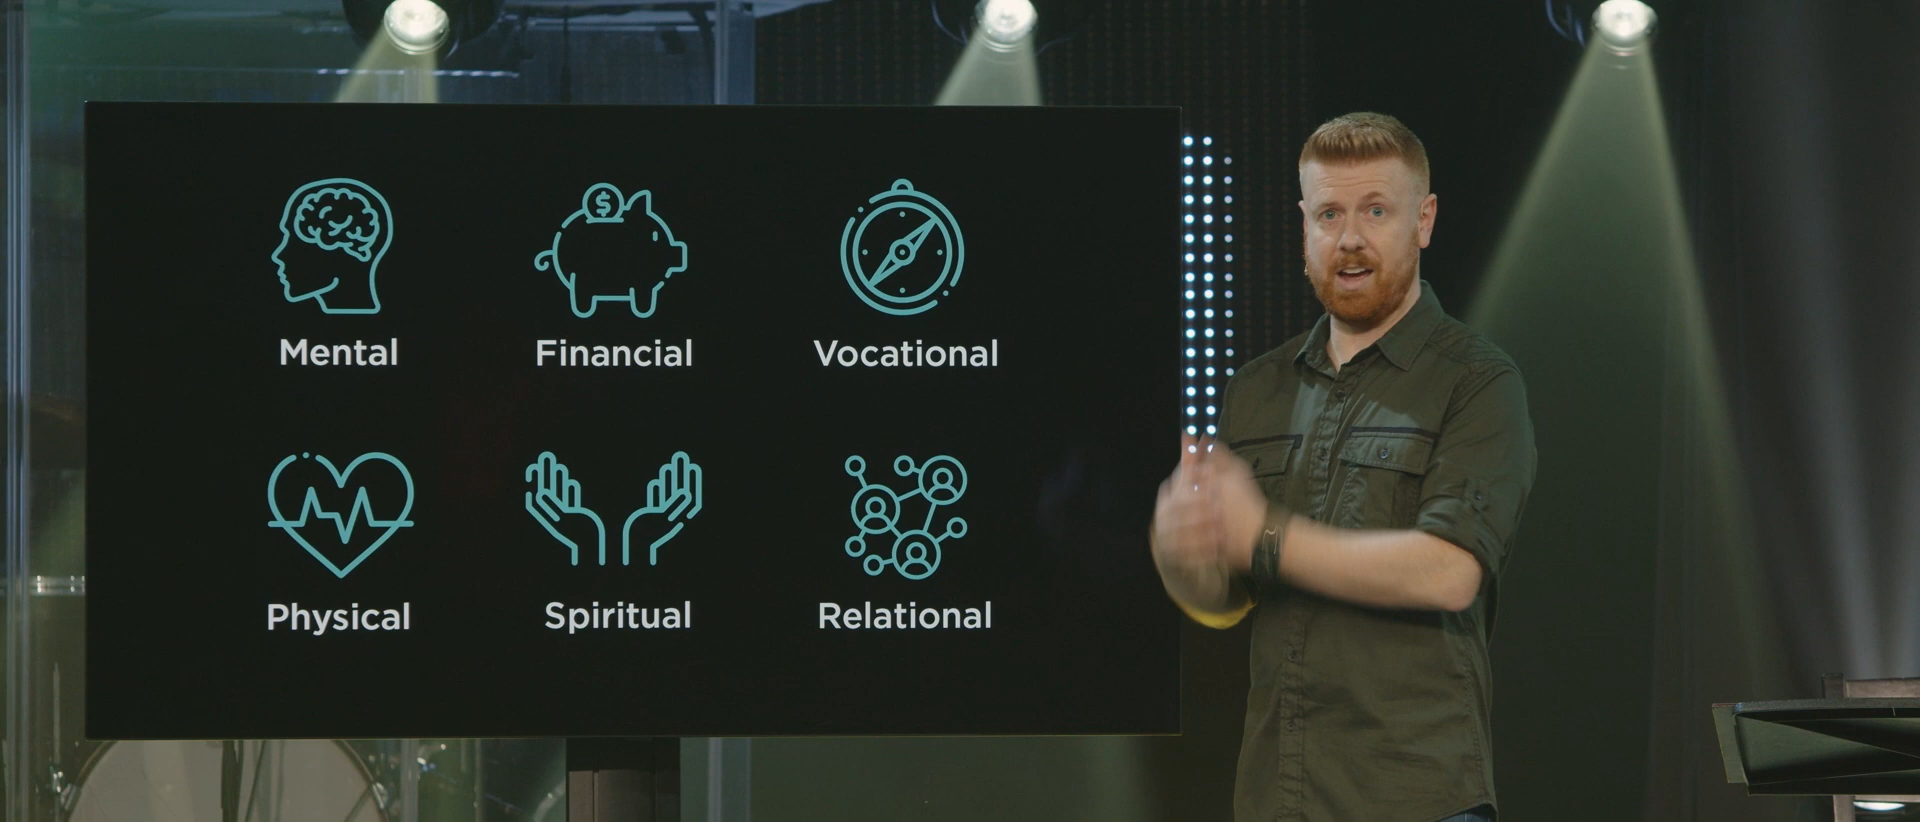 $
Mental
Financial
Vocational
Physical
Spiritual
Relational